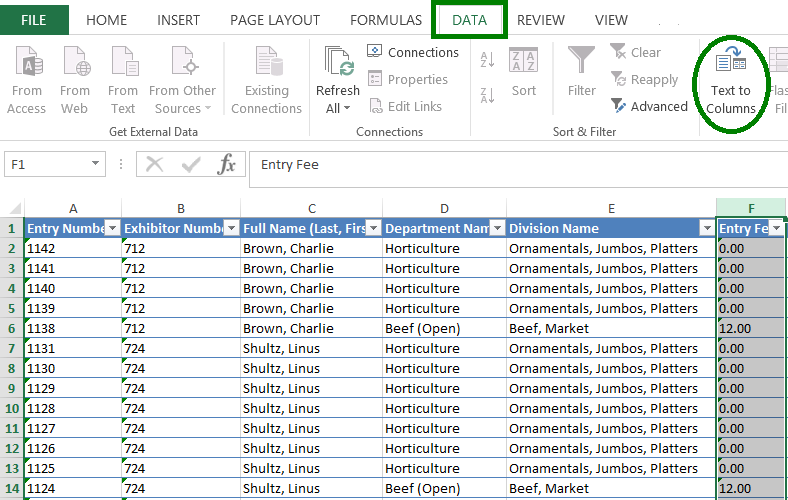 FILE HOME INSERT PAGE LAYOUT FORMULAS DATA REVIEW VIEW
From Access
From Web
From Text
From Other Sources
Get External Data
Existing Connections
Refresh All
Connections
Properties
Edit Links
Connections
A Z
Z A
Z A A Z
Sort
Filter
Clear
Reapply
Advanced
Sort & Filter
Text to Columns
Flas
Fil
F1 fx Entry Fee
A B C D E F
1 Entry Numbe Exhibitor Numb Full Name (Last, Firs Department Nam Division Name Entry Fe
2 1142 712 Brown, Charlie Horticulture Ornamentals, Jumbos, Platters 0.00
3 1141 712 Brown, Charlie Horticulture Ornamentals, Jumbos, Platters 0.00
4 1140 712 Brown, Charlie Horticulture Ornamentals, Jumbos, Platters 0.00
5 1139 712 Brown, Charlie Horticulture Ornamentals, Jumbos, Platters 0.00
6 1138 712 Brown, Charlie Beef (Open) Beef, Market 12.00
7 1131 724 Shultz, Linus Horticulture Ornamentals, Jumbos, Platters 0.00
8 1130 724 Shultz, Linus Horticulture Ornamentals, Jumbos, Platters 0.00
9 1129 724 Shultz, Linus Horticulture Ornamentals, Jumbos, Platters 0.00
10 1128 724 Shultz, Linus Horticulture Ornamentals, Jumbos, Platters 0.00
11 1127 724 Shultz, Linus Horticulture Ornamentals, Jumbos, Platters 0.00
12 1126 724 Shultz, Linus Horticulture Ornamentals, Jumbos, Platters 0.00
13 1125 724 Shultz, Linus Horticulture Ornamentals, Jumbos, Platters 0.00
14 1124 724 Shultz, Linus Beef (Open) Beef, Market 12.00